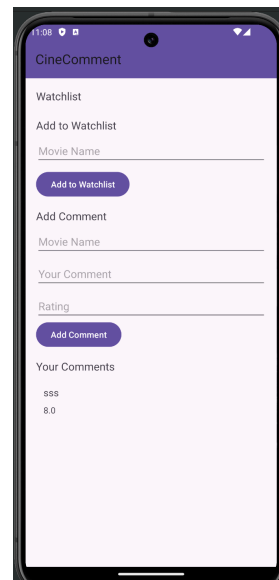 11:08
CineComment
Watchlist
Add to Watchlist
Movie Name
Add to Watchlist
Add Comment
Movie Name
Your Comment
Rating
Add Comment
Your Comments
sss
8.0